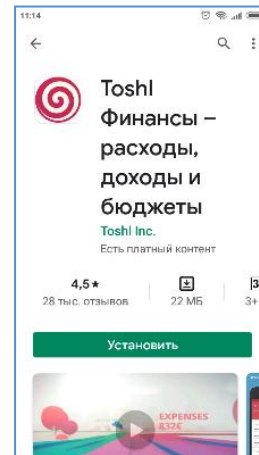 11:14
Toshl
Финансы –
расходы,
доходы и
бюджеты
Toshl Inc.
Есть платный контент
4,5★
28 тыс. отзывов
22 МБ
3+
Установить
EXPENSES
832€